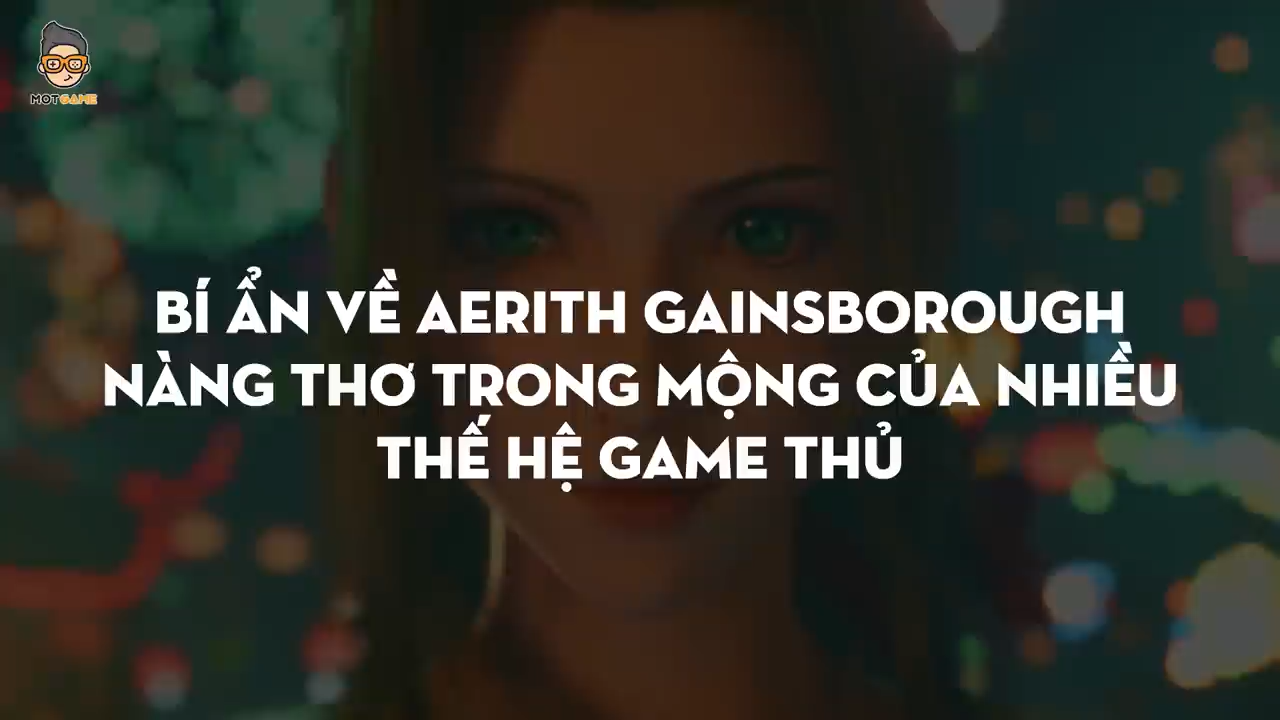 MOTGAME
BÍ ẨN VỀ AERITH GAINSBOROUGH
NÀNG THƠ TRONG MỘNG CỦA NHIỀU
THẾ HỆ GAME THỦ